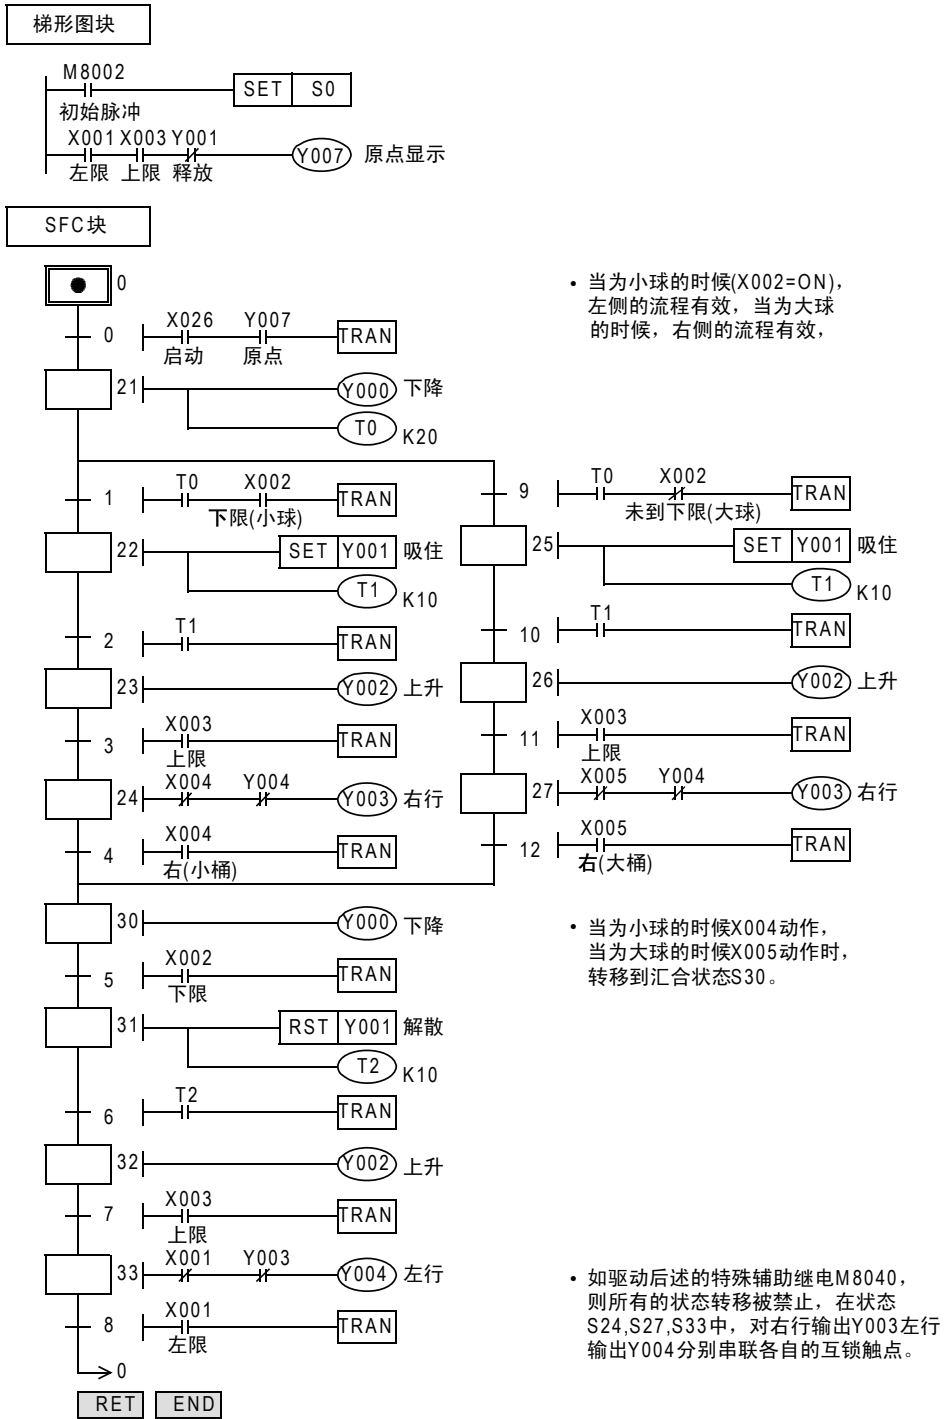 梯形图块
M8002
SET S0
初始脉冲
X001 X003 Y001
Y007 原点显示
左限 上限 释放
SFC块
0
• 当为小球的时候(X002=ON),
左侧的流程有效，当为大球
的时候，右侧的流程有效，
0 X026 Y007 TRAN
启动 原点
21 Y000 下降
T0 K20
1 T0 X002 TRAN
下限(小球)
9 T0 X002 TRAN
未到下限(大球)
22 SET Y001 吸住
T1 K10
25 SET Y001 吸住
T1 K10
2 T1 TRAN
10 T1 TRAN
23 Y002 上升
26 Y002 上升
3 X003 TRAN
上限
11 X003 TRAN
上限
24 X004 Y004 Y003 右行
27 X005 Y004 Y003 右行
4 X004 TRAN
右(小桶)
12 X005 TRAN
右(大桶)
30 Y000 下降
• 当为小球的时候X004动作，
当为大球的时候X005动作时，
转移到汇合状态S30。
5 X002 TRAN
下限
31 RST Y001 解散
T2 K10
6 T2 TRAN
32 Y002 上升
7 X003 TRAN
上限
33 X001 Y003 Y004 左行
8 X001 TRAN
左限
• 如驱动后述的特殊辅助继电M8040，
则所有的状态转移被禁止，在状态
S24,S27,S33中，对右行输出Y003左行
输出Y004分别串联各自的互锁触点。
0
RET END